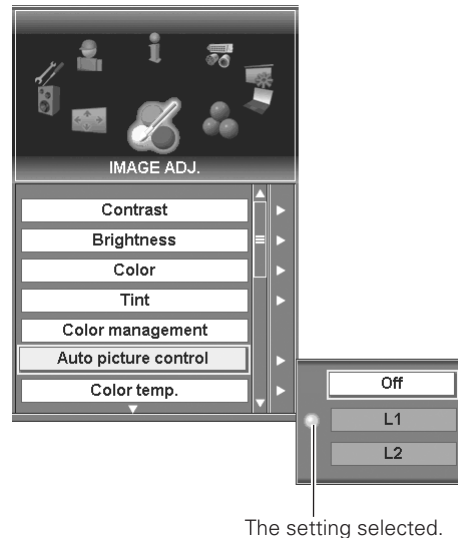 IMAGE ADJ.
Contrast
Brightness
Color
Tint
Color management
Auto picture control
Color temp.
Off
L1
L2
The setting selected.